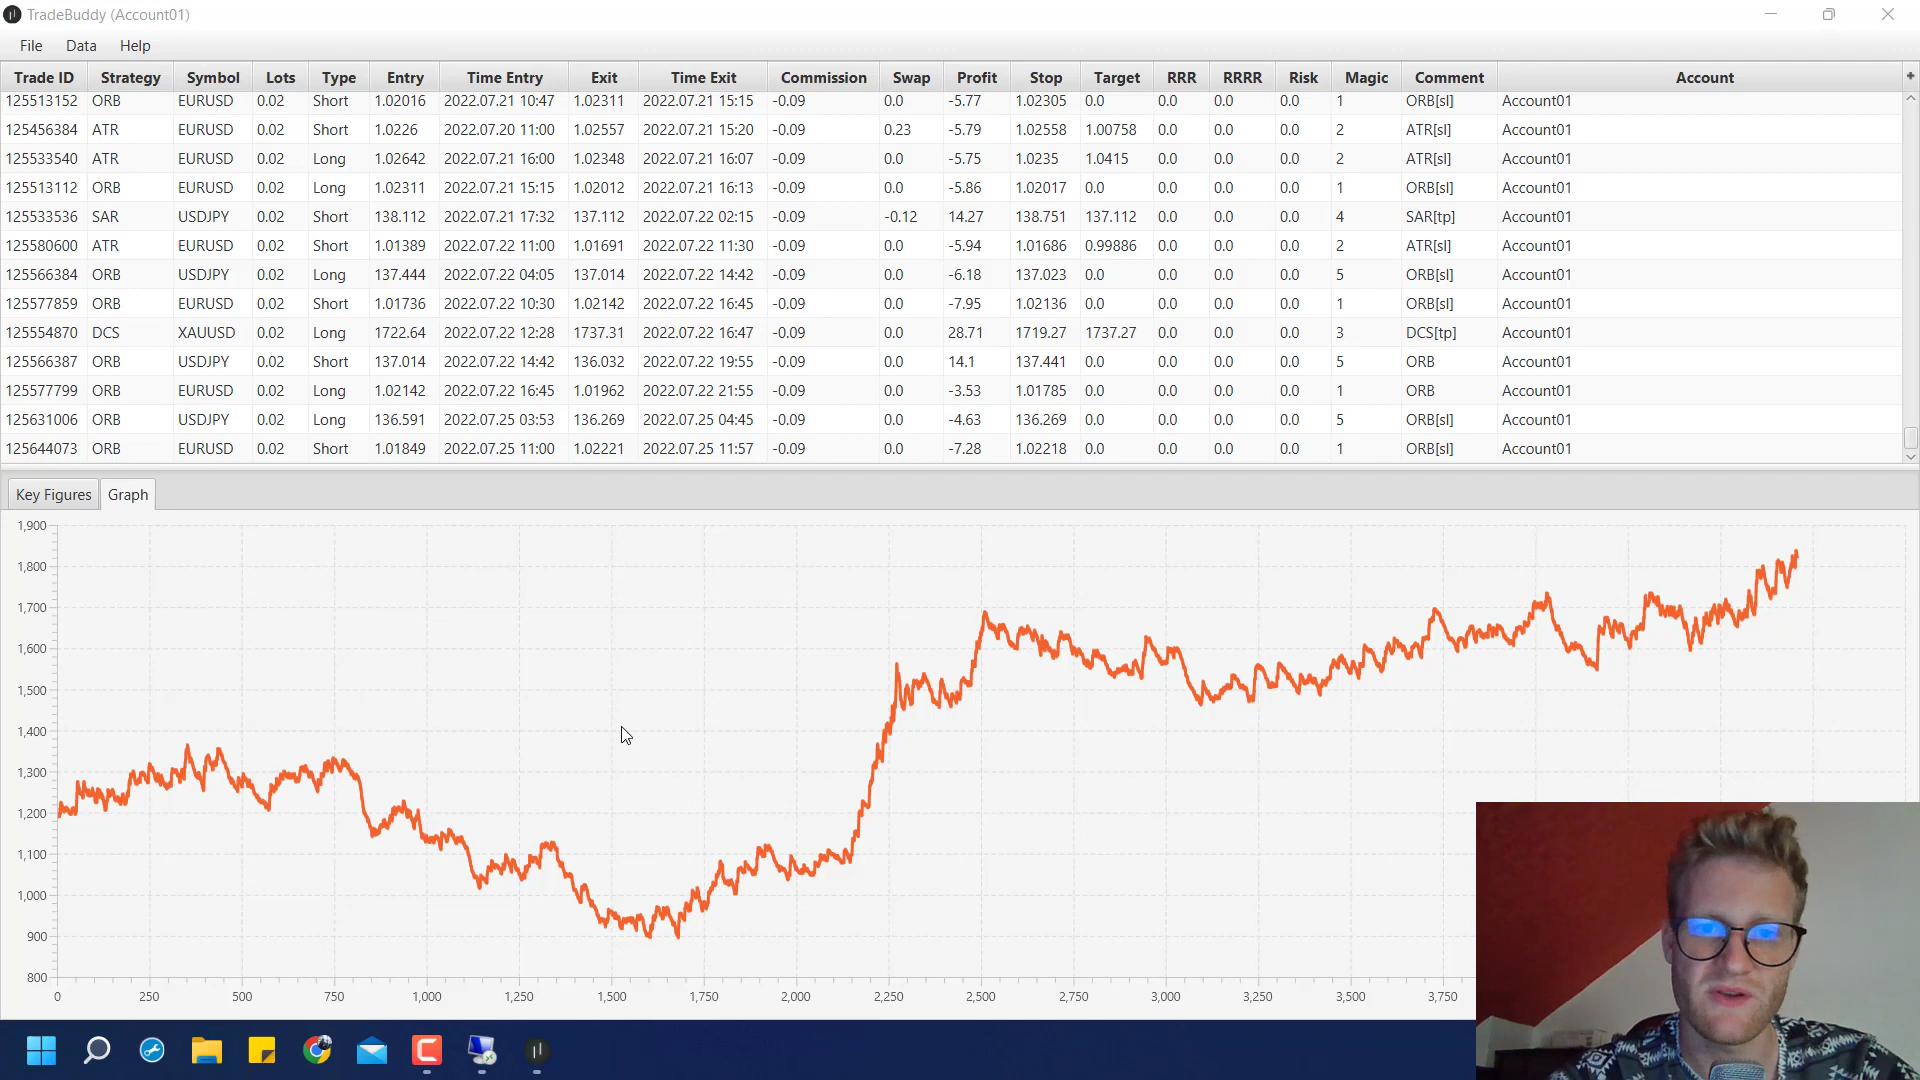 TradeBuddy (Account01)
File Data Help
Trade ID Strategy Symbol Lots Type Entry Time Entry Exit Time Exit Commission Swap Profit Stop Target RRR RRRR Risk Magic Comment Account +
125513152 ORB EURUSD 0.02 Short 1.02016 2022.07.21 10:47 1.02311 2022.07.21 15:15 -0.09 0.0 -5.77 1.02305 0.0 0.0 0.0 0.0 1 ORB[sl] Account01
125456384 ATR EURUSD 0.02 Short 1.0226 2022.07.20 11:00 1.02557 2022.07.21 15:20 -0.09 0.23 -5.79 1.02558 1.00758 0.0 0.0 0.0 2 ATR[sl] Account01
125533540 ATR EURUSD 0.02 Long 1.02642 2022.07.21 16:00 1.02348 2022.07.21 16:07 -0.09 0.0 -5.75 1.0235 1.0415 0.0 0.0 0.0 2 ATR[sl] Account01
125513112 ORB EURUSD 0.02 Long 1.02311 2022.07.21 15:15 1.02012 2022.07.21 16:13 -0.09 0.0 -5.86 1.02017 0.0 0.0 0.0 0.0 1 ORB[sl] Account01
125533536 SAR USDJPY 0.02 Short 138.112 2022.07.21 17:32 137.112 2022.07.22 02:15 -0.09 -0.12 14.27 138.751 137.112 0.0 0.0 0.0 4 SAR[tp] Account01
125580600 ATR EURUSD 0.02 Short 1.01389 2022.07.22 11:00 1.01691 2022.07.22 11:30 -0.09 0.0 -5.94 1.01686 0.99886 0.0 0.0 0.0 2 ATR[sl] Account01
125566384 ORB USDJPY 0.02 Long 137.444 2022.07.22 04:05 137.014 2022.07.22 14:42 -0.09 0.0 -6.18 137.023 0.0 0.0 0.0 0.0 5 ORB[sl] Account01
125577859 ORB EURUSD 0.02 Short 1.01736 2022.07.22 10:30 1.02142 2022.07.22 16:45 -0.09 0.0 -7.95 1.02136 0.0 0.0 0.0 0.0 1 ORB[sl] Account01
125554870 DCS XAUUSD 0.02 Long 1722.64 2022.07.22 12:28 1737.31 2022.07.22 16:47 -0.09 0.0 28.71 1719.27 1737.27 0.0 0.0 0.0 3 DCS[tp] Account01
125566387 ORB USDJPY 0.02 Short 137.014 2022.07.22 14:42 136.032 2022.07.22 19:55 -0.09 0.0 14.1 137.441 0.0 0.0 0.0 0.0 5 ORB Account01
125577799 ORB EURUSD 0.02 Long 1.02142 2022.07.22 16:45 1.01962 2022.07.22 21:55 -0.09 0.0 -3.53 1.01785 0.0 0.0 0.0 0.0 1 ORB Account01
125631006 ORB USDJPY 0.02 Long 136.591 2022.07.25 03:53 136.269 2022.07.25 04:45 -0.09 0.0 -4.63 136.269 0.0 0.0 0.0 0.0 5 ORB[sl] Account01
125644073 ORB EURUSD 0.02 Short 1.01849 2022.07.25 11:00 1.02221 2022.07.25 11:57 -0.09 0.0 -7.28 1.02218 0.0 0.0 0.0 0.0 1 ORB[sl] Account01
Key Figures Graph
1,900
1,800
1,700
1,600
1,500
1,400
1,300
1,200
1,100
1,000
900
800
0 250 500 750 1,000 1,250 1,500 1,750 2,000 2,250 2,500 2,750 3,000 3,250 3,500 3,750